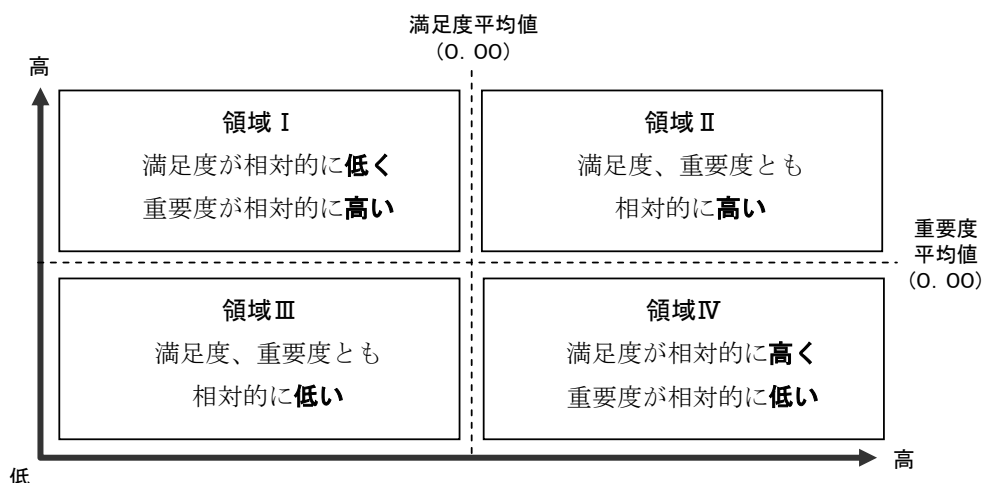 満足度平均値
(0.00)
高
領域Ⅰ
満足度が相対的に低く
重要度が相対的に高い
領域Ⅱ
満足度、重要度とも
相対的に高い
重要度
平均値
(0.00)
領域Ⅲ
満足度、重要度とも
相対的に低い
領域Ⅳ
満足度が相対的に高く
重要度が相対的に低い
高
低